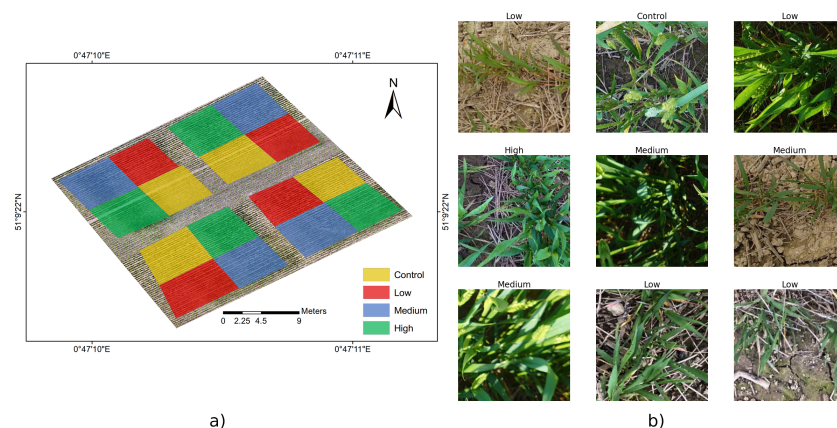 0°47'10"E
0°47'11"E
N
51°9'22"N
51°9'22"N
Control
Low
Medium
High
Meters
0 2.25 4.5 9
0°47'10"E
0°47'11"E
a)
Low
Control
Low
High
Medium
Medium
Medium
Low
Low
b)